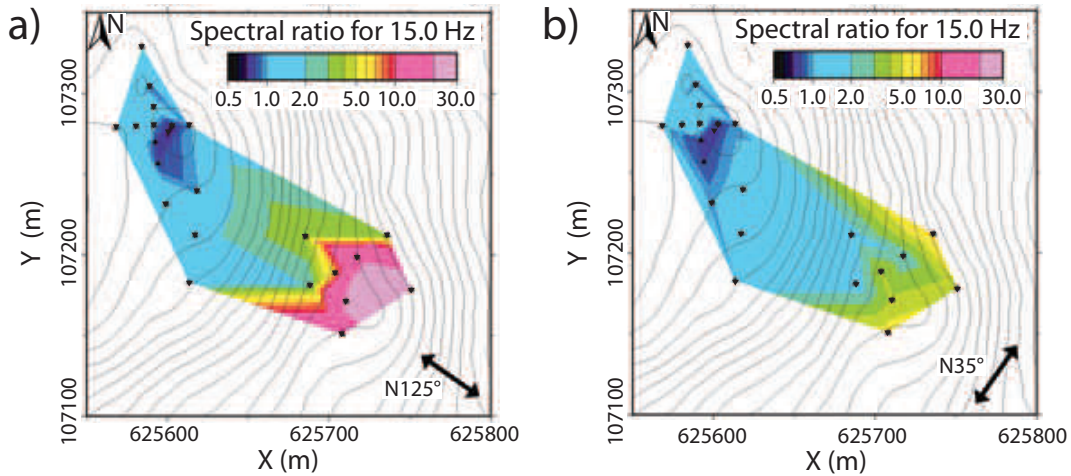 a)
N
Spectral ratio for 15.0 Hz
0.5 1.0 2.0 5.0 10.0 30.0
107300
107200
107100
Y (m)
N125°
625600 625700 625800
X (m)
b)
N
Spectral ratio for 15.0 Hz
0.5 1.0 2.0 5.0 10.0 30.0
107300
107200
107100
Y (m)
N35°
625600 625700 625800
X (m)